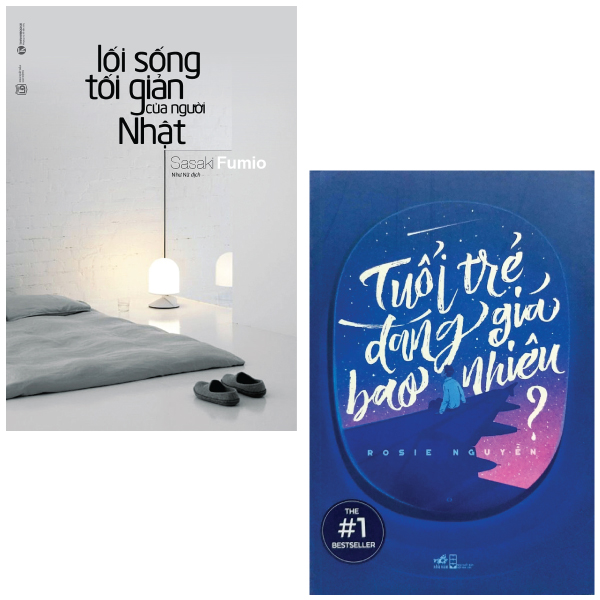 lối sống
tối giản
của người
Nhật
Sasaki Fumio
Như Nữ dịch
Tuổi trẻ
đáng giá
bao nhiêu
?
ROSIE NGUYỄN
THE
#1
BESTSELLER